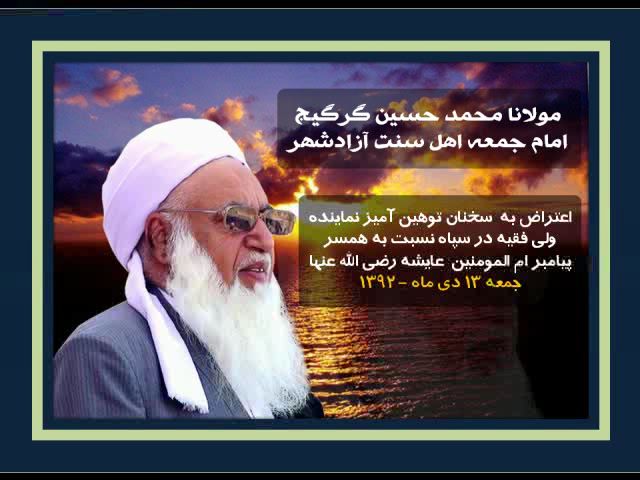 مولانا محمد حسین گرگیج
امام جمعه اهل سنت آزادشهر
اعتراض به سخنان توهین آمیز نماینده
ولی فقیه در سپاه نسبت به همسر
پیامبر ام المومنین عایشه رضی الله عنها
جمعه ۱۳ دی ماه - ۱۳۹۲